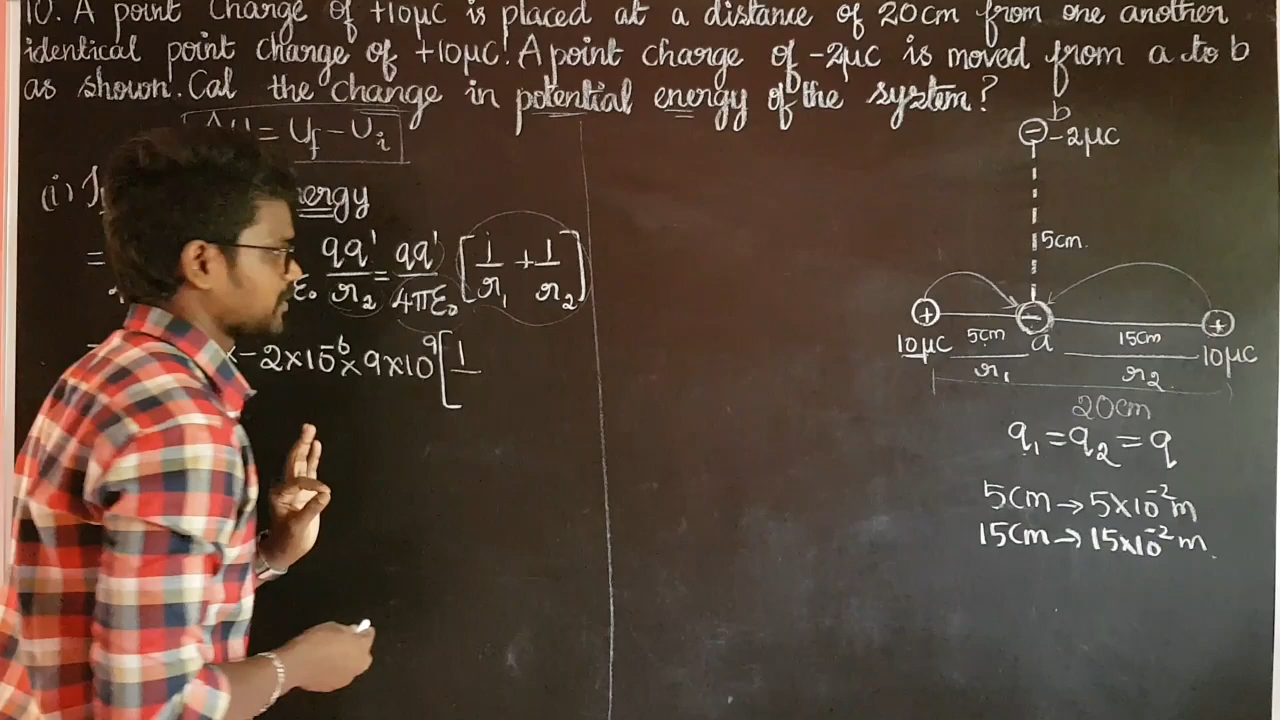 10. A point Charge of +10μc is placed at a distance of 20cm from one another
identical point charge of +10μc! A point charge of -2μc is moved from a to b
as shown. Cal the change in potential energy of the system?
= Uf - Ui
(i)
= qq'/r2 = qq'/4πε₀ [1/r1 + 1/r2]
= x-2×10⁻⁶×9×10⁹[1
b
-2μc
5cm.
+ - +
10μc 5cm a 15cm 10μc
r1 r2
20cm
q1 = q2 = q
5cm → 5×10⁻²m
15cm → 15×10⁻²m.